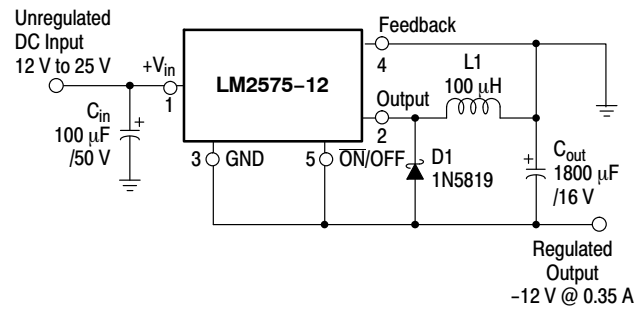 Unregulated
DC Input
12 V to 25 V
+Vin
1
Cin
100 µF
/50 V
+
LM2575−12
Feedback
4
Output
2
3
GND
5
ON/OFF
L1
100 µH
D1
1N5819
+
Cout
1800 µF
/16 V
Regulated
Output
−12 V @ 0.35 A